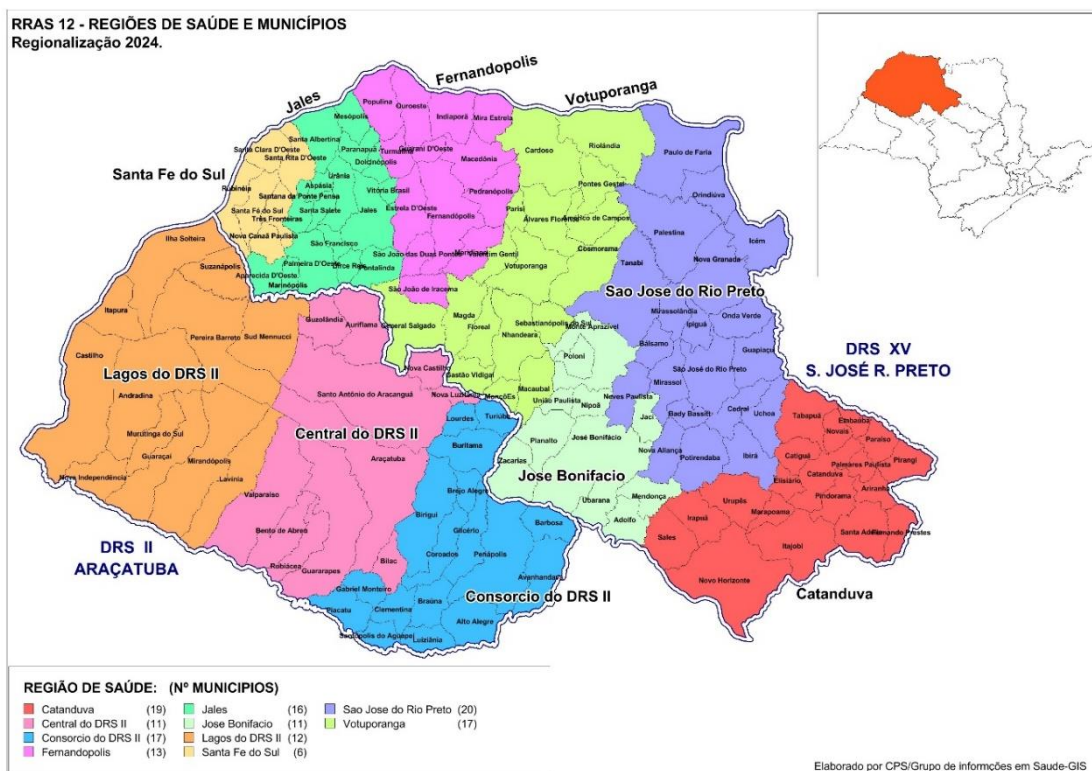 RRAS 12 - REGIÕES DE SAÚDE E MUNICÍPIOS
Regionalização 2024.
Fernandopolis
Votuporanga
Jales
Santa Fe do Sul
Populina
Ouroeste
Indiaporã
Mira Estrela
Mesópolis
Santa Albertina
Paranapuã
Turmalina
Guarani D'Oeste
Dolcinópolis
Macedônia
Santa Clara D'Oeste
Santa Rita D'Oeste
Urânia
Aspásia
Vitória Brasil
Pedranópolis
Rubinéia
Santana da Ponte Pensa
Santa Fé do Sul
Três Fronteiras
Santa Salete
Jales
Estrela D'Oeste
Fernandópolis
Nova Canaã Paulista
São Francisco
São João das Duas Pontes
Meridiano
Valentim Gentil
Palmeira D'Oeste
Pontalinda
Aparecida D'Oeste
Marinópolis
São João de Iracema
Cardoso
Riolândia
Paulo de Faria
Pontes Gestal
Orindiúva
Parisi
Álvares Florence
Américo de Campos
Cosmorama
Palestina
Icém
Votuporanga
Tanabi
Nova Granada
Sao Jose do Rio Preto
Ilha Solteira
Suzanápolis
Itapura
Pereira Barreto
Sud Mennucci
Castilho
Lagos do DRS II
Andradina
Murutinga do Sul
Guaraçai
Mirandópolis
Nova Independência
Lavínia
Guzolândia
Auriflama
General Salgado
Magda
Floreal
Nhandeara
Sebastianópolis do Sul
Monte Aprazível
Poloni
Mirassolândia
Ipiguá
Onda Verde
Bálsamo
Guapiaçu
São José do Rio Preto
Mirassol
DRS XV
S. JOSÉ R. PRETO
Nova Castilho
Gastão Vidigal
Santo Antônio do Aracanguá
Nova Luzitânia
MonçõEs
Macaubal
União Paulista
Nipoã
Neves Paulista
Jaci
Bady Bassitt
Cedral
Uchoa
Central do DRS II
Lourdes
Turiúba
Buritama
Planalto
José Bonifácio
Zacarias
Jose Bonifacio
Nova Aliança
Potirendaba
Ibirá
Araçatuba
Ubarana
Mendonça
Adolfo
Valparaíso
Bento de Abreu
Rubiácea
Guararapes
Bilac
Brejo Alegre
Birigui
Glicério
Coroados
Penápolis
Barbosa
Avanhandava
Consorcio do DRS II
Gabriel Monteiro
Piacatu
Clementina
Braúna
Alto Alegre
Santópolis do Aguapeí
Luiziânia
DRS II
ARAÇATUBA
Tabapuã
Embaúba
Novais
Paraíso
Catiguá
Palmares Paulista
Pirangi
Catanduva
Elisiário
Pindorama
Ariranha
Urupês
Marapoama
Irapuã
Sales
Itajobi
Santa Adélia
Fernando Prestes
Novo Horizonte
Catanduva
REGIÃO DE SAÚDE: (Nº MUNICIPIOS)
Catanduva (19) Jales (16) Sao Jose do Rio Preto (20)
Central do DRS II (11) Jose Bonifacio (11) Votuporanga (17)
Consorcio do DRS II (17) Lagos do DRS II (12)
Fernandopolis (13) Santa Fe do Sul (6)
Elaborado por CPS/Grupo de informções em Saude-GIS